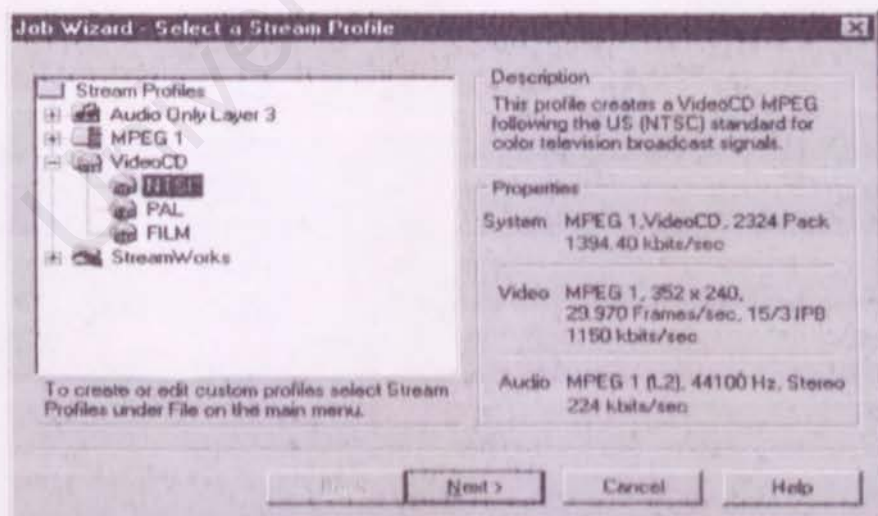 Job Wizard - Select a Stream Profile
Stream Profiles
Audio Only Layer 3
MPEG 1
VideoCD
NTSC
PAL
FILM
StreamWorks
To create or edit custom profiles select Stream
Profiles under File on the main menu.
Description
This profile creates a VideoCD MPEG
following the US (NTSC) standard for
color television broadcast signals.
Properties
System MPEG 1,VideoCD, 2324 Pack
1394.40 kbits/sec
Video MPEG 1, 352 x 240,
29.970 Frames/sec, 15/3 IPB
1150 kbits/sec
Audio MPEG 1 (L2), 44100 Hz, Stereo
224 kbits/sec
Next >
Cancel
Help